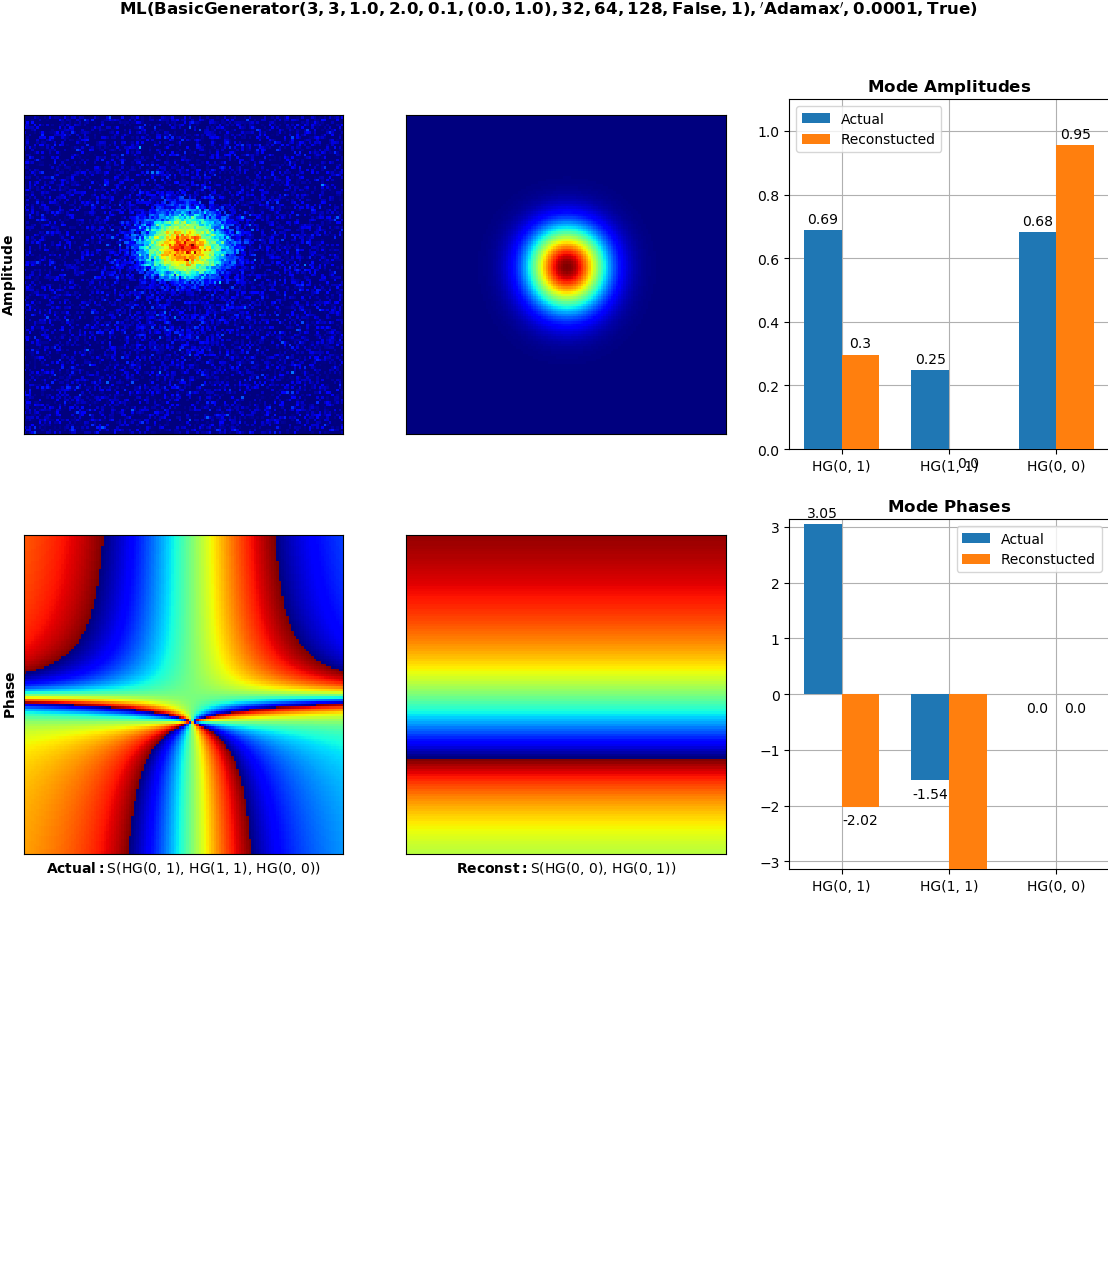 ML(BasicGenerator(3, 3, 1.0, 2.0, 0.1, (0.0, 1.0), 32, 64, 128, False, 1), ′Adamax′, 0.0001, True)
Amplitude
Mode Amplitudes
Actual
Reconstucted
1.0
0.8
0.6
0.4
0.2
0.0
0.69
0.3
0.25
0.0
0.68
0.95
HG(0, 1)
HG(1, 1)
HG(0, 0)
Phase
Actual: S(HG(0, 1), HG(1, 1), HG(0, 0))
Reconst: S(HG(0, 0), HG(0, 1))
Mode Phases
Actual
Reconstucted
3
2
1
0
−1
−2
−3
3.05
-2.02
-1.54
0.0
0.0
HG(0, 1)
HG(1, 1)
HG(0, 0)